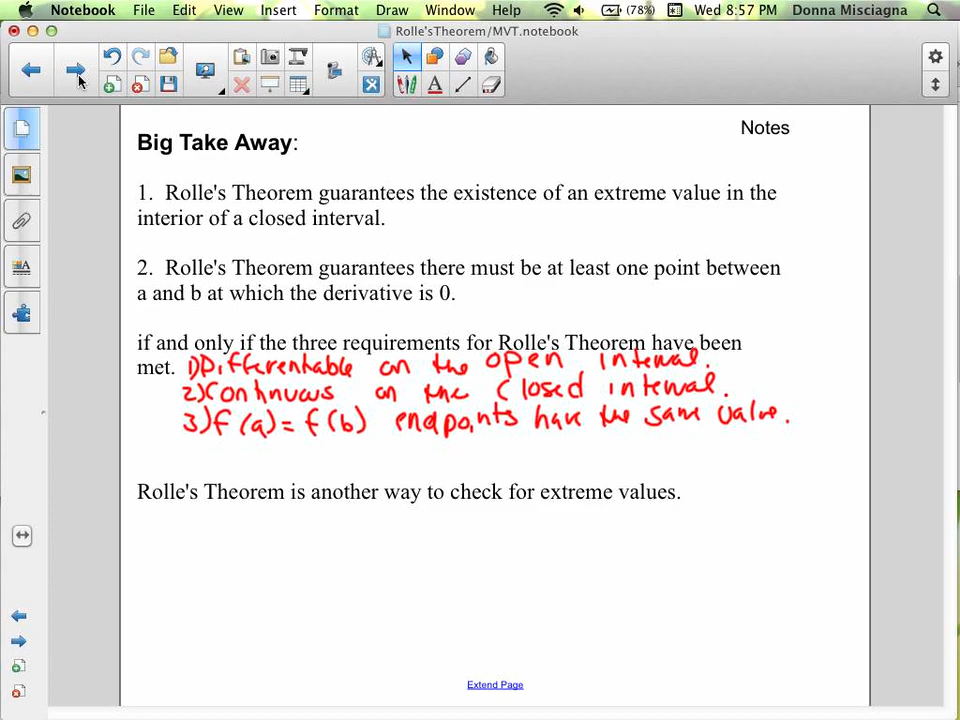 Notebook File Edit View Insert Format Draw Window Help (78%) Wed 8:57 PM Donna Misciagna
Rolle'sTheorem/MVT.notebook
Notes
Big Take Away:
1. Rolle's Theorem guarantees the existence of an extreme value in the
interior of a closed interval.
2. Rolle's Theorem guarantees there must be at least one point between
a and b at which the derivative is 0.
if and only if the three requirements for Rolle's Theorem have been
met. 1) Differentiable on the open interval.
2) Continuous on the closed interval.
3) f(a) = f(b) endpoints have the same value.
Rolle's Theorem is another way to check for extreme values.
Extend Page